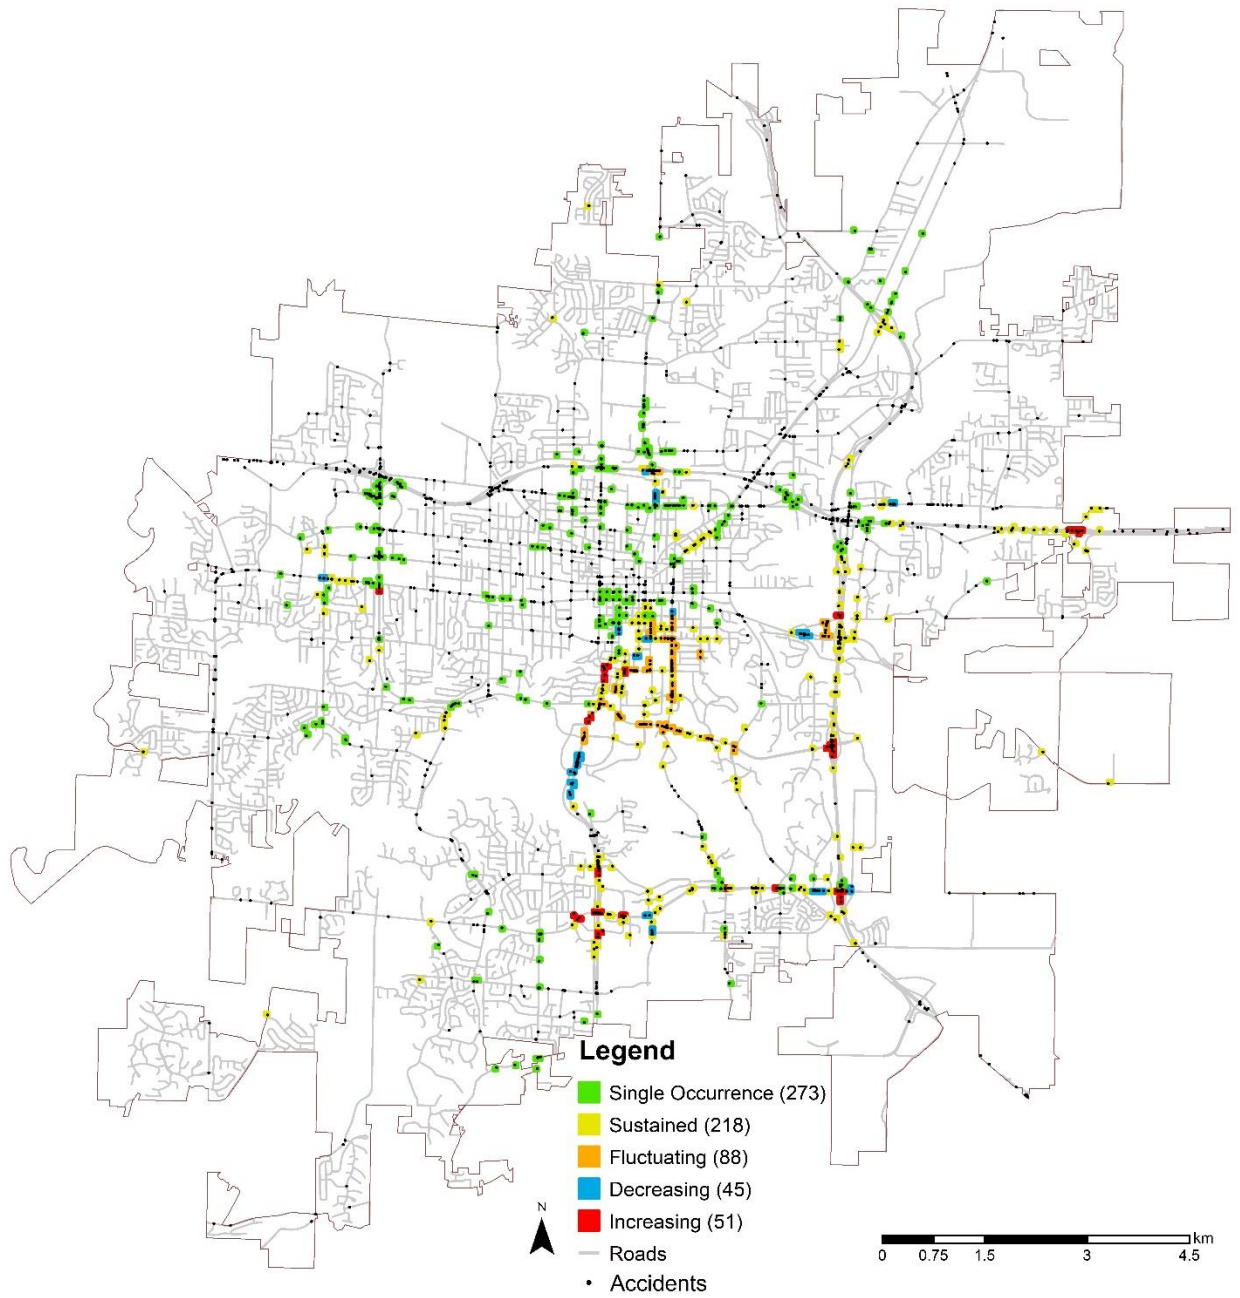 Legend
Single Occurrence (273)
Sustained (218)
Fluctuating (88)
Decreasing (45)
Increasing (51)
Roads
Accidents
N
km
0 0.75 1.5 3 4.5